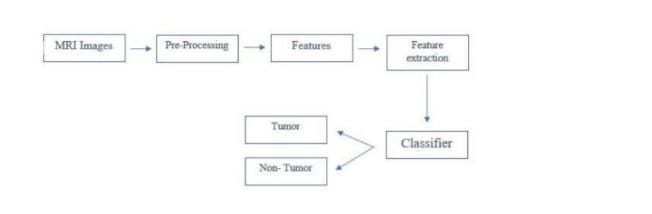 MRI Images
Pre-Processing
Features
Feature
extraction
Classifier
Tumor
Non- Tumor